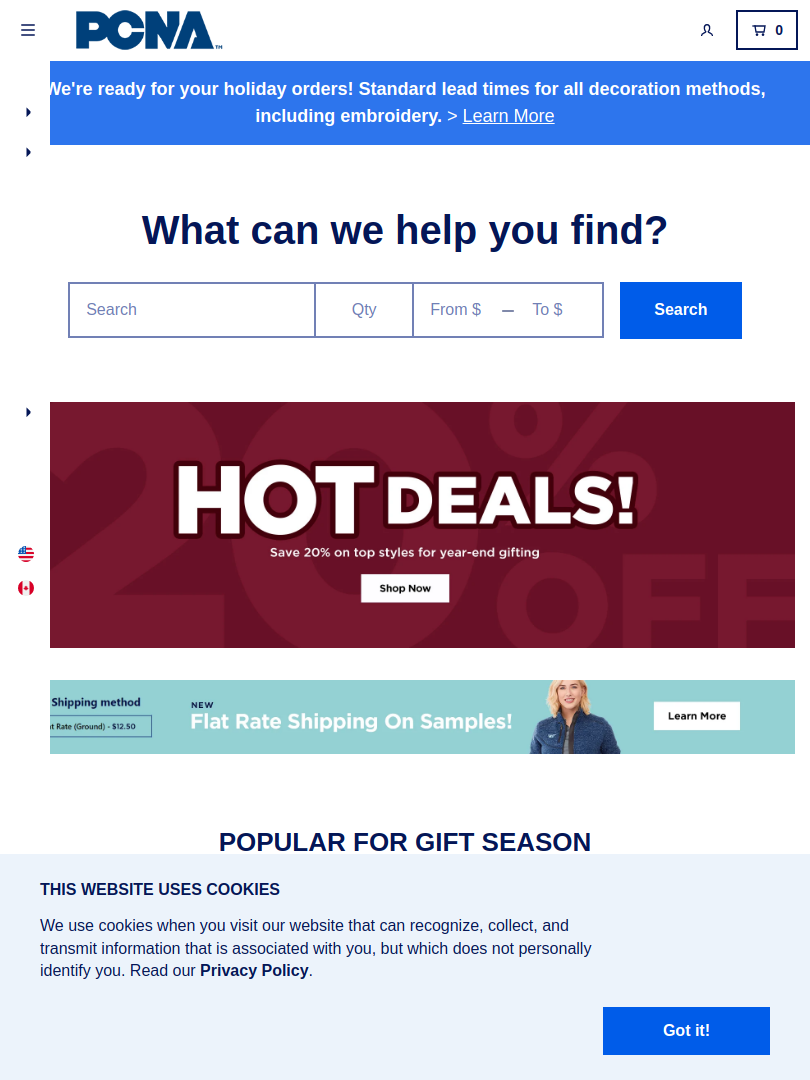 PCNA™
0
We're ready for your holiday orders! Standard lead times for all decoration methods,
including embroidery. > Learn More
What can we help you find?
Search
Qty
From $ – To $
Search
20% OFF
HOT DEALS!
Save 20% on top styles for year-end gifting
Shop Now
Shipping method
t Rate (Ground) - $12.50
NEW
Flat Rate Shipping On Samples!
Learn More
POPULAR FOR GIFT SEASON
THIS WEBSITE USES COOKIES
We use cookies when you visit our website that can recognize, collect, and
transmit information that is associated with you, but which does not personally
identify you. Read our Privacy Policy.
Got it!